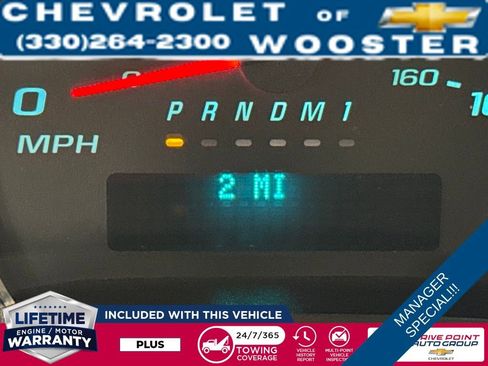 CHEVROLET OF
(330)264-2300 WOOSTER
0 160
MPH
P R N D M 1
2 MI
MANAGER
SPECIAL!!!
LIFETIME
ENGINE / MOTOR
WARRANTY
INCLUDED WITH THIS VEHICLE
PLUS
24/7/365
TOWING
COVERAGE
VEHICLE
HISTORY
REPORT
MULTI-POINT
VEHICLE
DRIVE POINT
AUTO GROUP
CHEVROLET